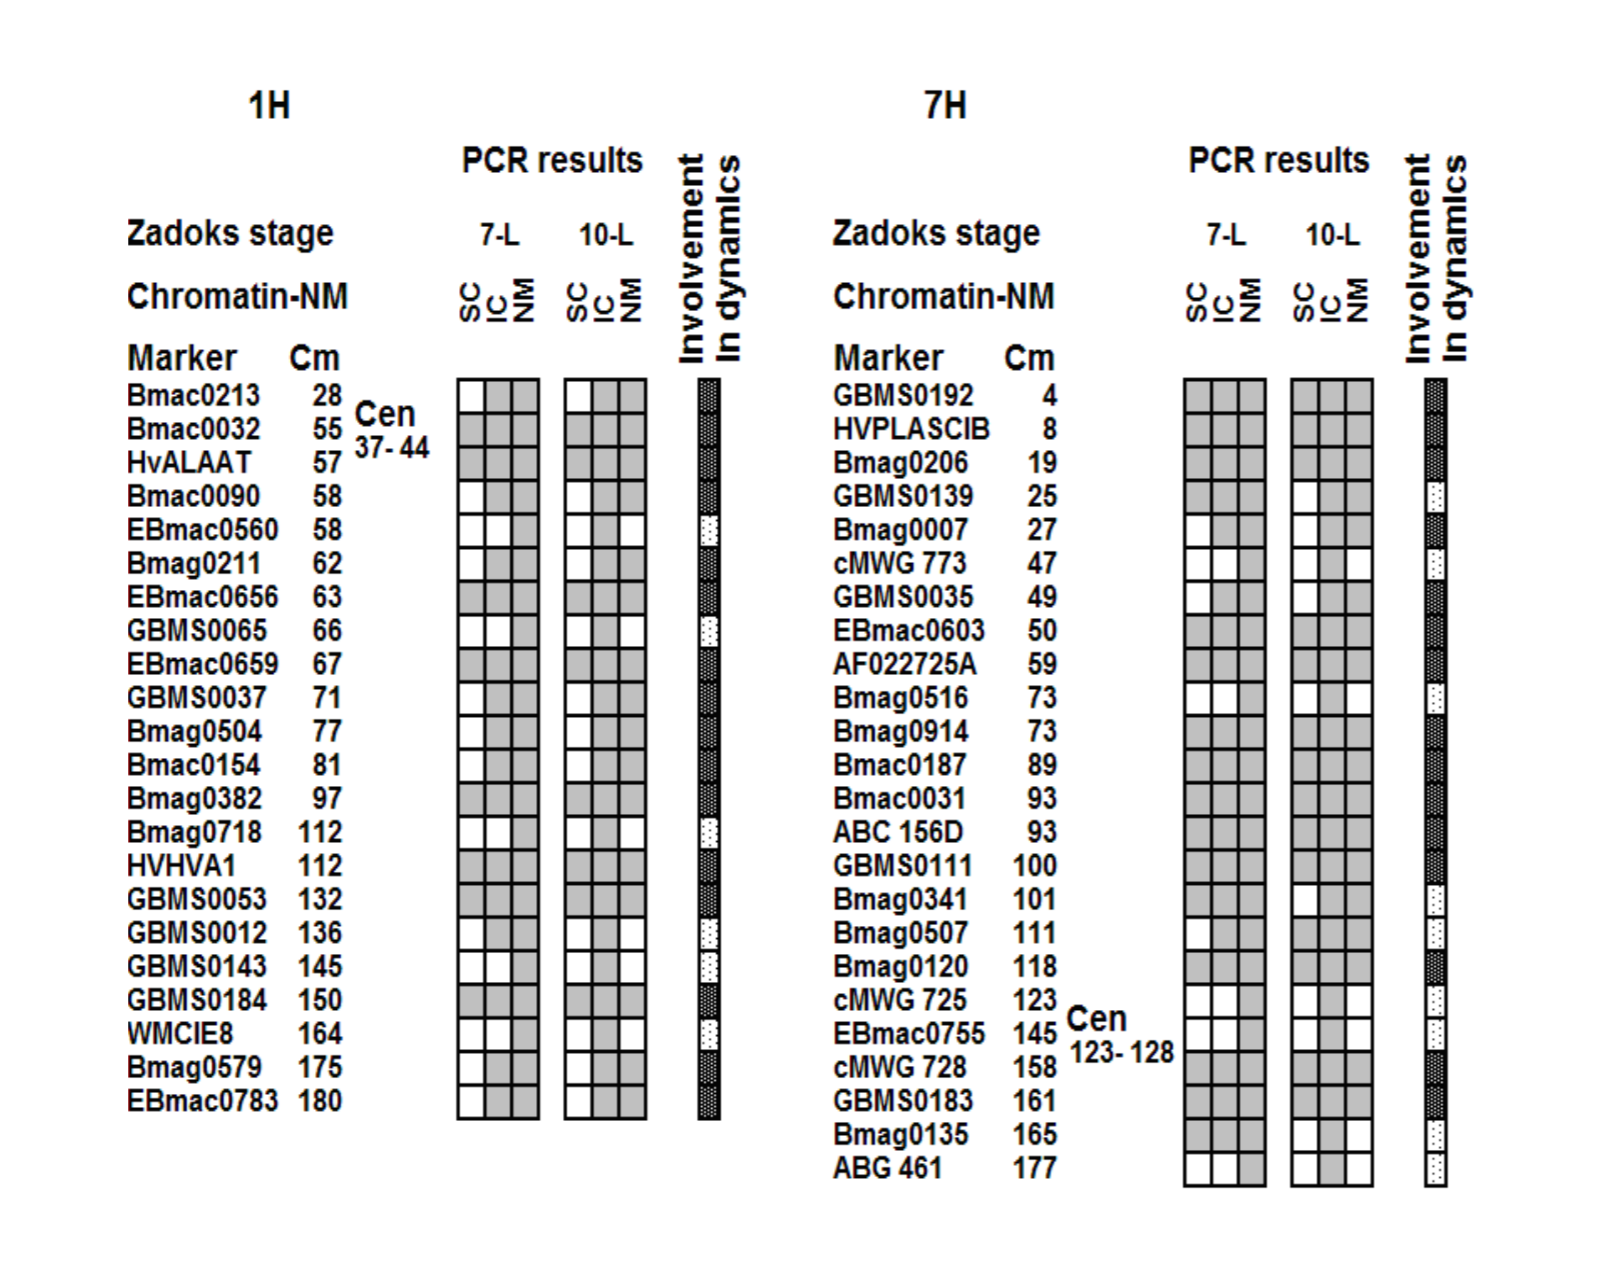 1H
PCR results
Involvement
In dynamics
Zadoks stage 7-L 10-L
Chromatin-NM SC IC NM SC IC NM
Marker Cm
Bmac0213 28
Bmac0032 55
HvALAAT 57
Bmac0090 58
EBmac0560 58
Bmag0211 62
EBmac0656 63
GBMS0065 66
EBmac0659 67
GBMS0037 71
Bmag0504 77
Bmac0154 81
Bmag0382 97
Bmag0718 112
HVHVA1 112
GBMS0053 132
GBMS0012 136
GBMS0143 145
GBMS0184 150
WMCIE8 164
Bmag0579 175
EBmac0783 180
Cen
37- 44
7H
PCR results
Involvement
In dynamics
Zadoks stage 7-L 10-L
Chromatin-NM SC IC NM SC IC NM
Marker Cm
GBMS0192 4
HVPLASCIB 8
Bmag0206 19
GBMS0139 25
Bmag0007 27
cMWG 773 47
GBMS0035 49
EBmac0603 50
AF022725A 59
Bmag0516 73
Bmag0914 73
Bmac0187 89
Bmac0031 93
ABC 156D 93
GBMS0111 100
Bmag0341 101
Bmag0507 111
Bmag0120 118
cMWG 725 123
EBmac0755 145
cMWG 728 158
GBMS0183 161
Bmag0135 165
ABG 461 177
Cen
123- 128